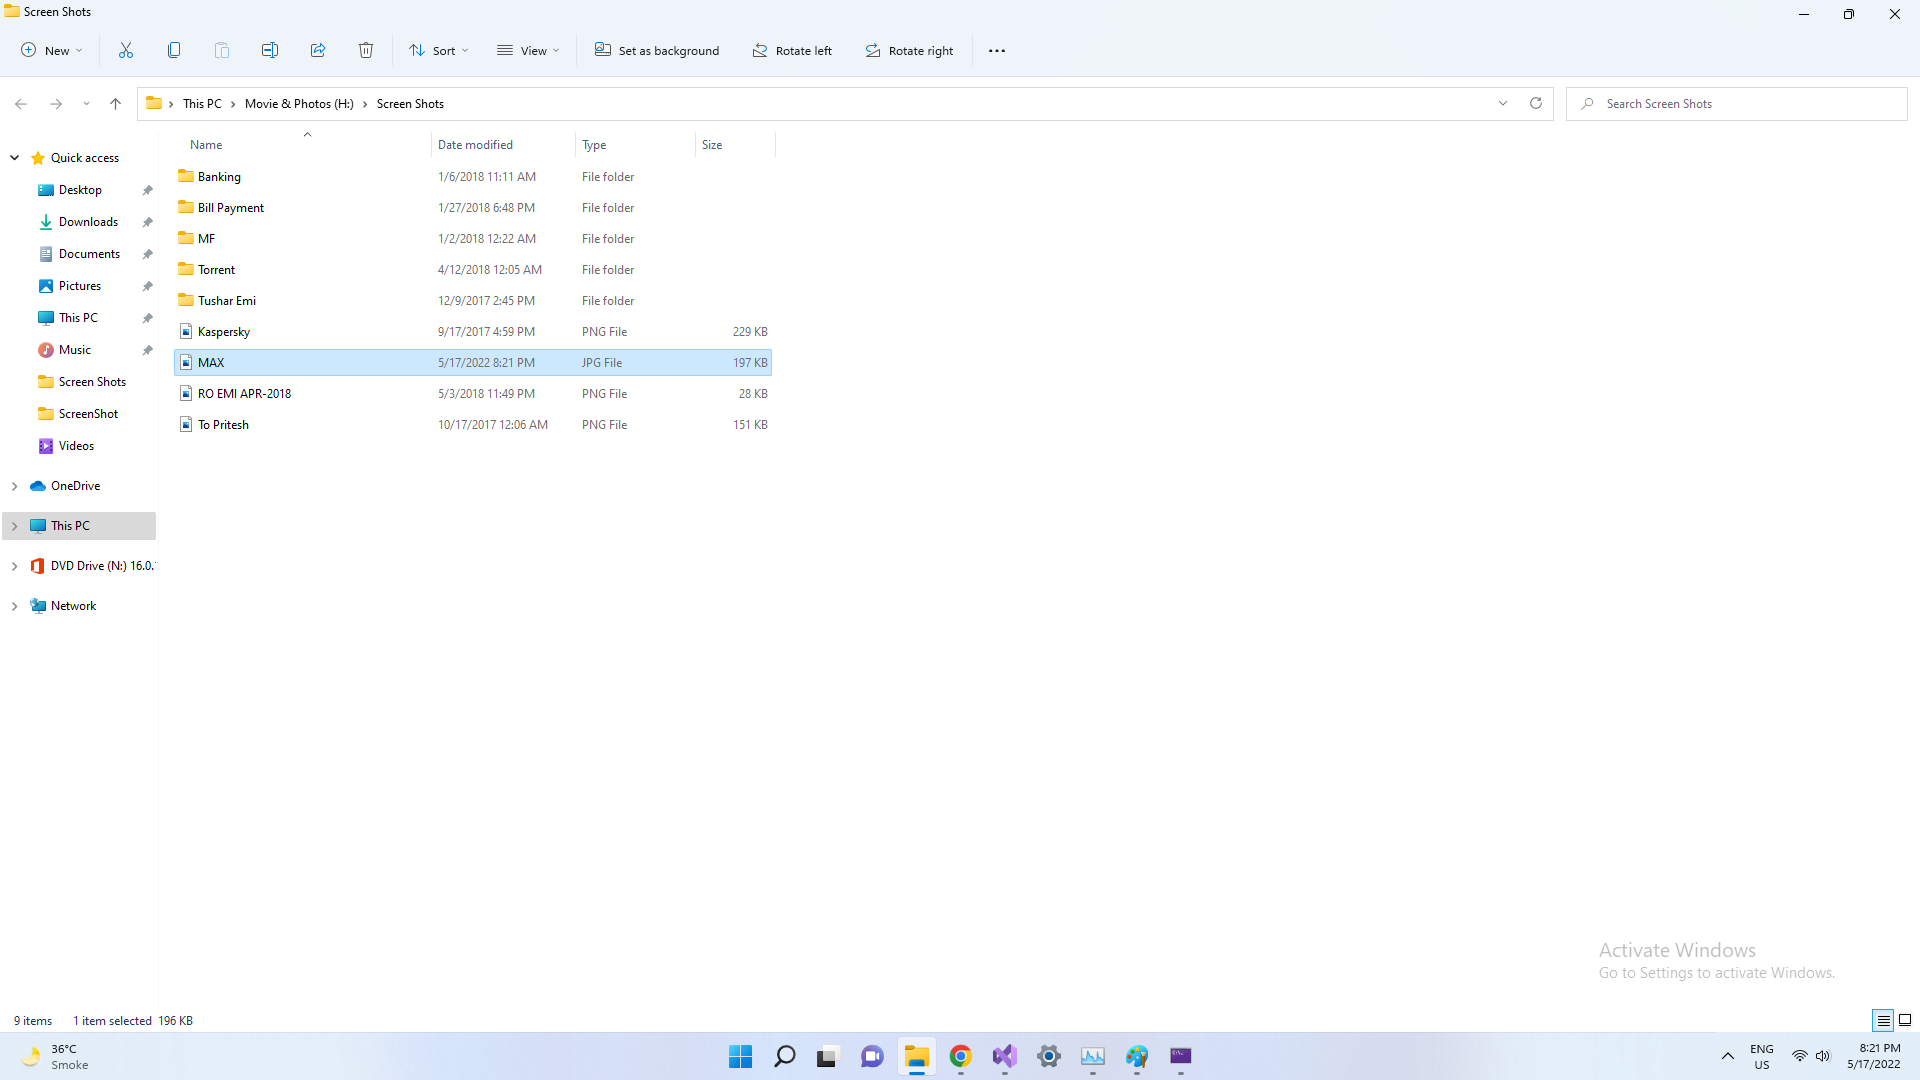 Screen Shots
New
Sort
View
Set as background
Rotate left
Rotate right
This PC
Movie & Photos (H:)
Screen Shots
Search Screen Shots
Name
Date modified
Type
Size
Quick access
Desktop
Downloads
Documents
Pictures
This PC
Music
Screen Shots
ScreenShot
Videos
OneDrive
This PC
DVD Drive (N:) 16.0.
Network
Banking 1/6/2018 11:11 AM File folder
Bill Payment 1/27/2018 6:48 PM File folder
MF 1/2/2018 12:22 AM File folder
Torrent 4/12/2018 12:05 AM File folder
Tushar Emi 12/9/2017 2:45 PM File folder
Kaspersky 9/17/2017 4:59 PM PNG File 229 KB
MAX 5/17/2022 8:21 PM JPG File 197 KB
RO EMI APR-2018 5/3/2018 11:49 PM PNG File 28 KB
To Pritesh 10/17/2017 12:06 AM PNG File 151 KB
Activate Windows
Go to Settings to activate Windows.
9 items 1 item selected 196 KB
36°C
Smoke
ENG
US
8:21 PM
5/17/2022